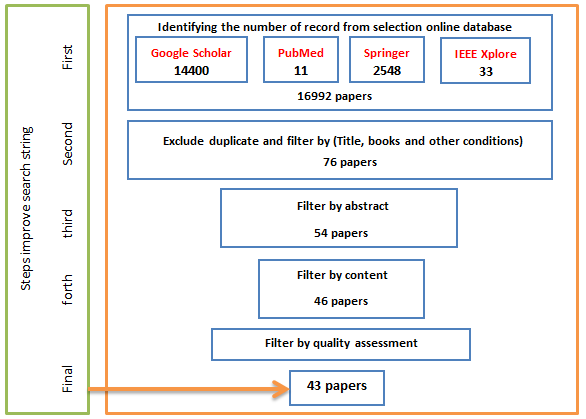 Steps improve search string
First
Identifying the number of record from selection online database
Google Scholar
14400
PubMed
11
Springer
2548
IEEE Xplore
33
16992 papers
Second
Exclude duplicate and filter by (Title, books and other conditions)
76 papers
third
Filter by abstract
54 papers
forth
Filter by content
46 papers
Filter by quality assessment
Final
43 papers